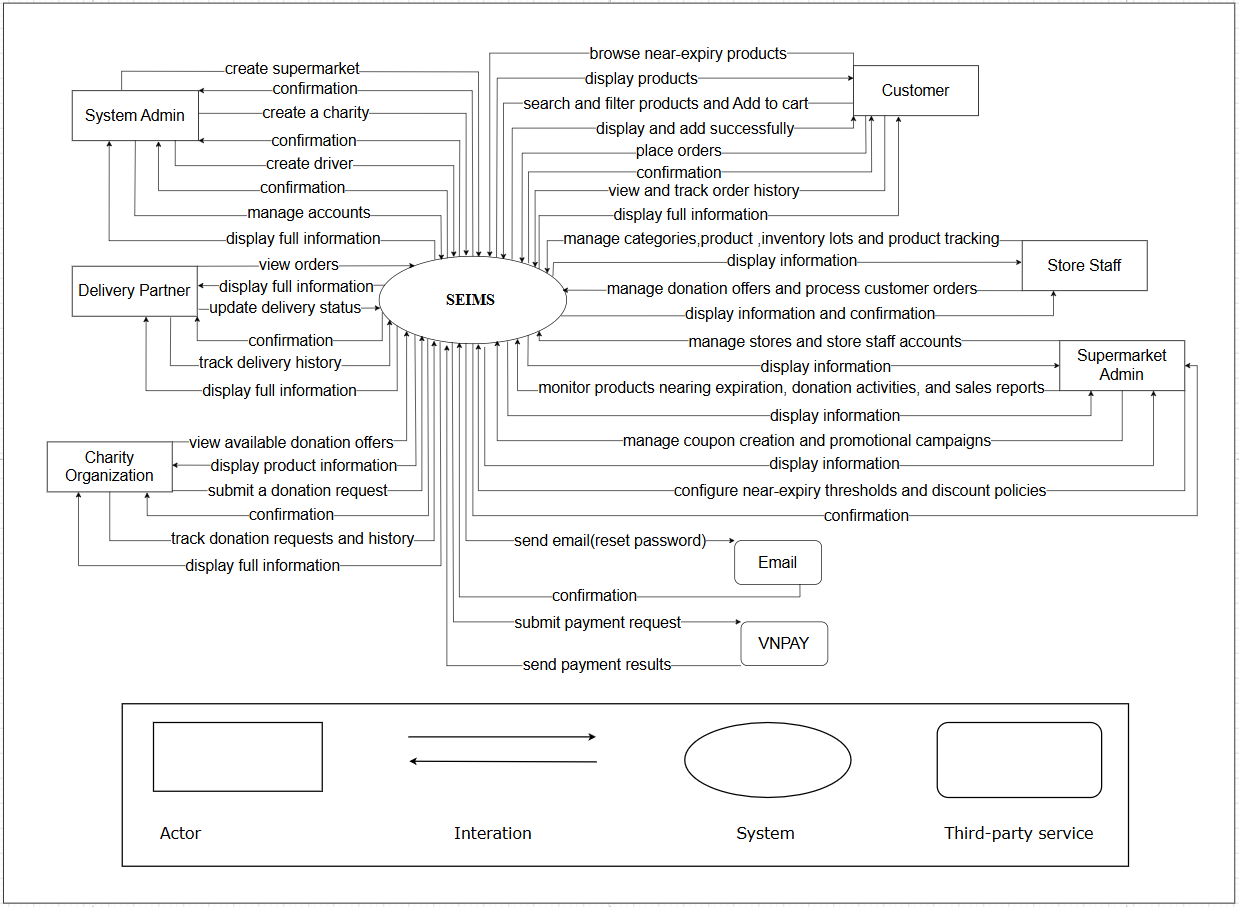 browse near-expiry products
create supermarket
display products
confirmation
Customer
System Admin
search and filter products and Add to cart
create a charity
display and add successfully
confirmation
place orders
create driver
confirmation
confirmation
view and track order history
manage accounts
display full information
display full information
manage categories,product ,inventory lots and product tracking
view orders
display information
Store Staff
Delivery Partner
display full information
manage donation offers and process customer orders
SEIMS
update delivery status
display information and confirmation
confirmation
manage stores and store staff accounts
Supermarket
Admin
track delivery history
display information
display full information
monitor products nearing expiration, donation activities, and sales reports
display information
view available donation offers
manage coupon creation and promotional campaigns
Charity
Organization
display product information
display information
submit a donation request
configure near-expiry thresholds and discount policies
confirmation
confirmation
track donation requests and history
send email(reset password)
display full information
Email
confirmation
submit payment request
VNPAY
send payment results
Actor
Interation
System
Third-party service